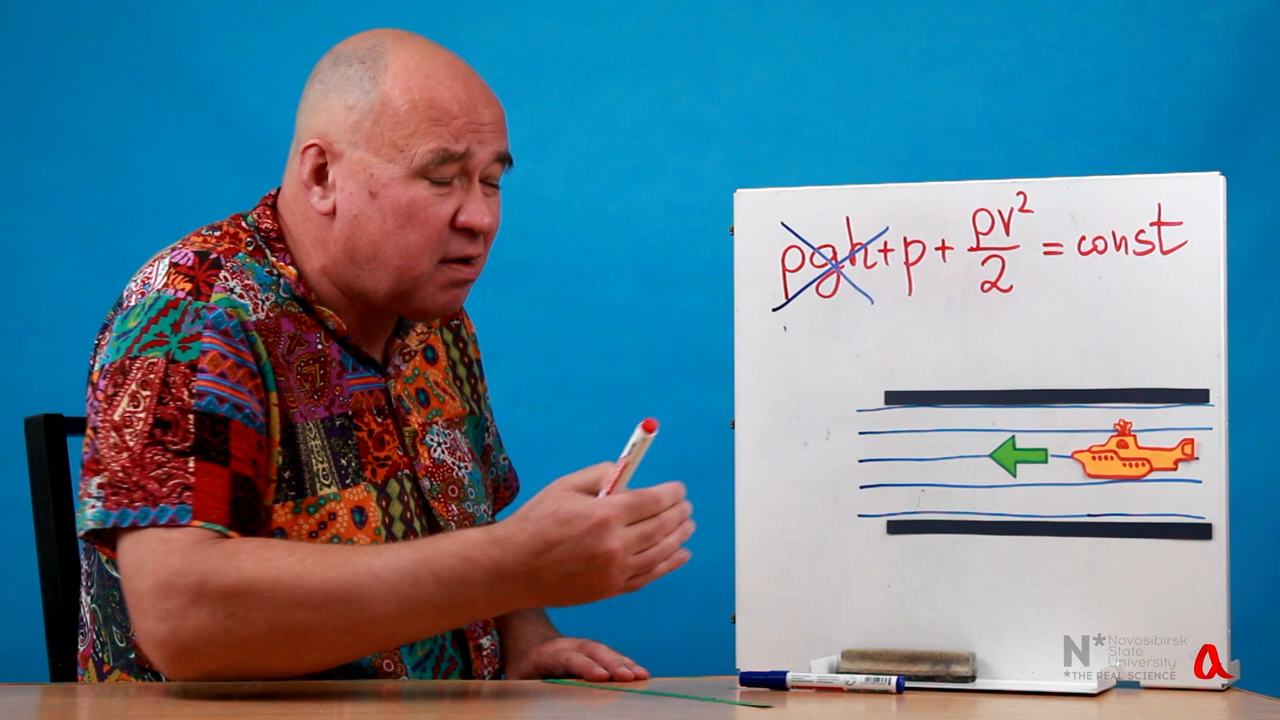 ρgh + p + ρv²/2 = const
N* Novosibirsk
State
University
*THE REAL SCIENCE
a